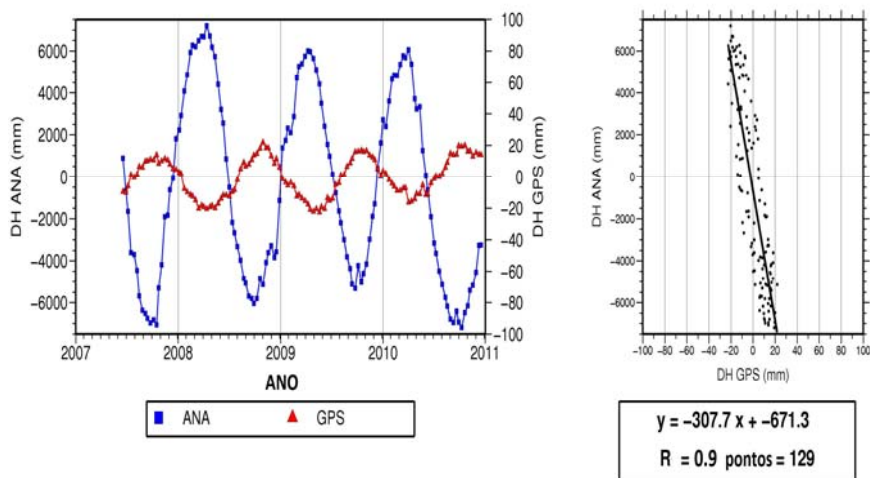 DH ANA (mm)
6000
4000
2000
0
−2000
−4000
−6000
100
80
60
40
20
0
−20
−40
−60
−80
−100
DH GPS (mm)
2007 2008 2009 2010 2011
ANO
ANA GPS
DH ANA (mm)
6000
4000
2000
0
−2000
−4000
−6000
−100 −80 −60 −40 −20 0 20 40 60 80 100
DH GPS (mm)
y = −307.7 x + −671.3
R = 0.9 pontos = 129